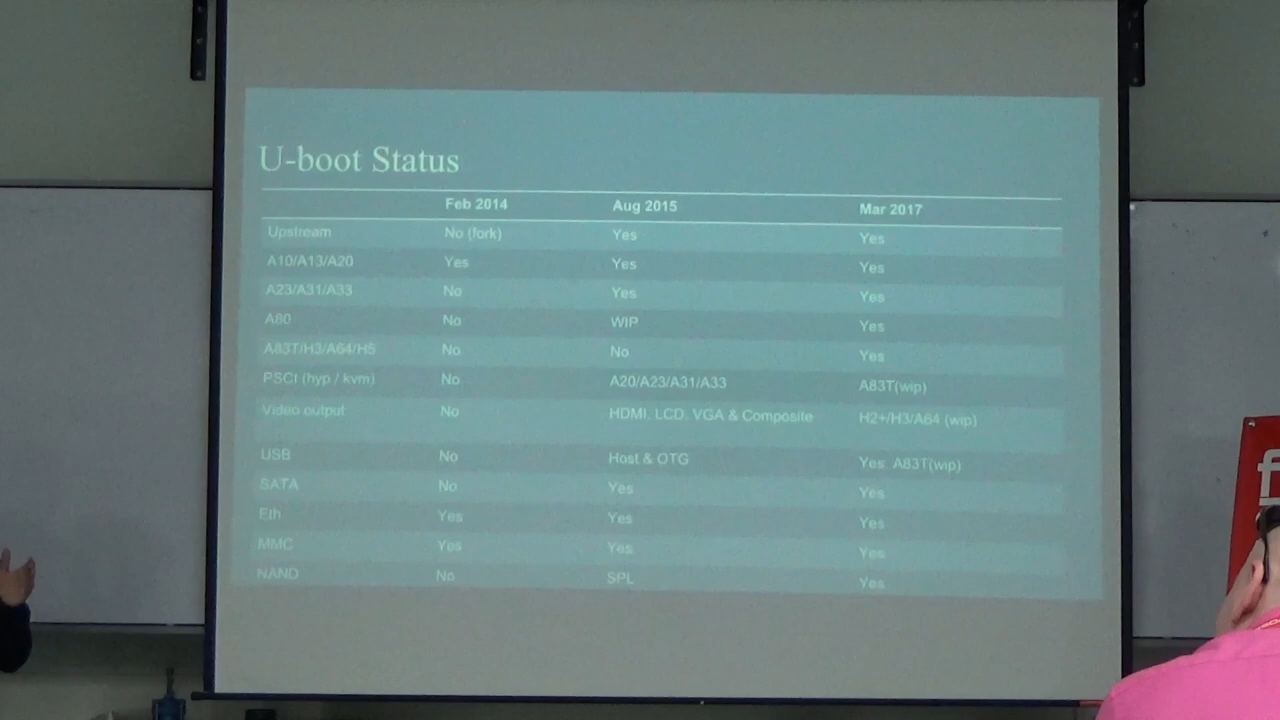 U-boot Status
Feb 2014 Aug 2015 Mar 2017
Upstream No (fork) Yes Yes
A10/A13/A20 Yes Yes Yes
A23/A31/A33 No Yes Yes
A80 No WIP Yes
A83T/H3/A64/H5 No No Yes
PSCI (hyp / kvm) No A20/A23/A31/A33 A83T(wip)
Video output No HDMI, LCD, VGA & Composite H2+/H3/A64 (wip)
USB No Host & OTG Yes A83T(wip)
SATA No Yes Yes
Eth Yes Yes Yes
MMC Yes Yes Yes
NAND No SPL Yes
f